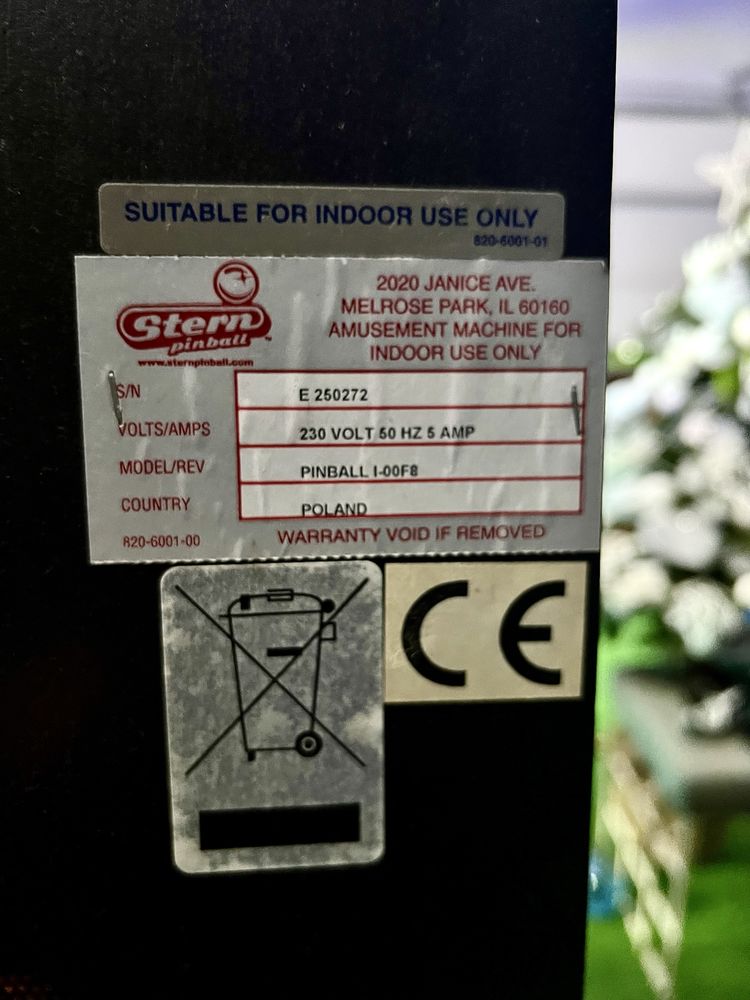 SUITABLE FOR INDOOR USE ONLY
820-6001-01
Stern
pinball
™
www.sternpinball.com
2020 JANICE AVE.
MELROSE PARK, IL 60160
AMUSEMENT MACHINE FOR
INDOOR USE ONLY
S/N E 250272
VOLTS/AMPS 230 VOLT 50 HZ 5 AMP
MODEL/REV PINBALL I-00F8
COUNTRY POLAND
820-6001-00 WARRANTY VOID IF REMOVED
CE